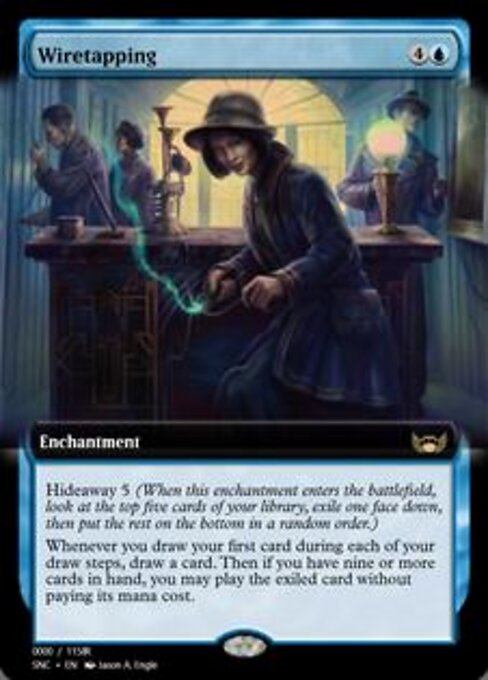 Wiretapping 4
Enchantment
Hideaway 5 (When this enchantment enters the battlefield,
look at the top five cards of your library, exile one face down,
then put the rest on the bottom in a random order.)
Whenever you draw your first card during each of your
draw steps, draw a card. Then if you have nine or more
cards in hand, you may play the exiled card without
paying its mana cost.
SNC • EN Jason A. Engle